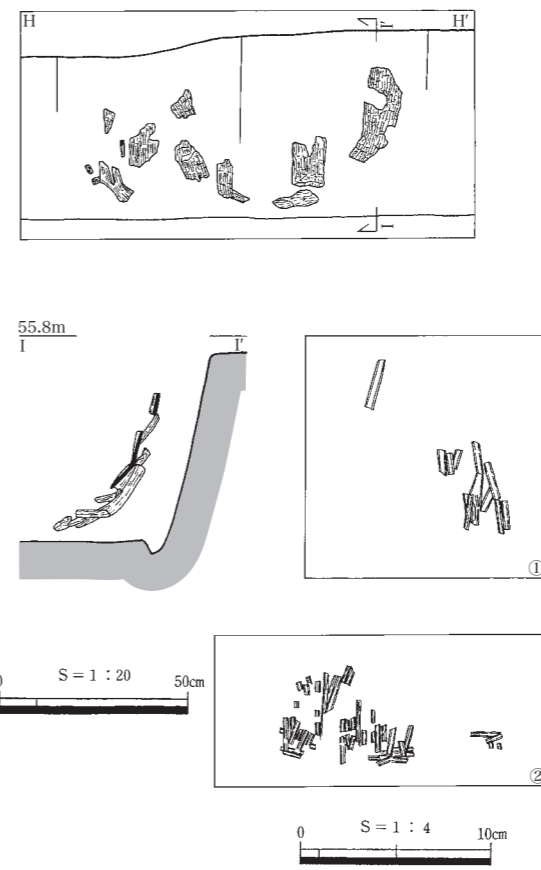 H I′ H′
I
55.8m
I I′
①
0 S＝1：20 50cm
②
0 S＝1：4 10cm